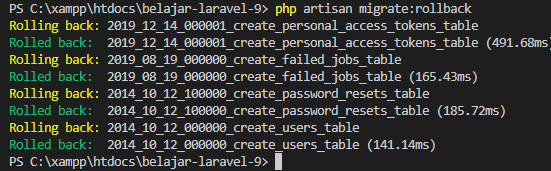 PS C:\xampp\htdocs\belajar-laravel-9> php artisan migrate:rollback
Rolling back: 2019_12_14_000001_create_personal_access_tokens_table
Rolled back:  2019_12_14_000001_create_personal_access_tokens_table (491.68ms)
Rolling back: 2019_08_19_000000_create_failed_jobs_table
Rolled back:  2019_08_19_000000_create_failed_jobs_table (165.43ms)
Rolling back: 2014_10_12_100000_create_password_resets_table
Rolled back:  2014_10_12_100000_create_password_resets_table (185.72ms)
Rolling back: 2014_10_12_000000_create_users_table
Rolled back:  2014_10_12_000000_create_users_table (141.14ms)
PS C:\xampp\htdocs\belajar-laravel-9>